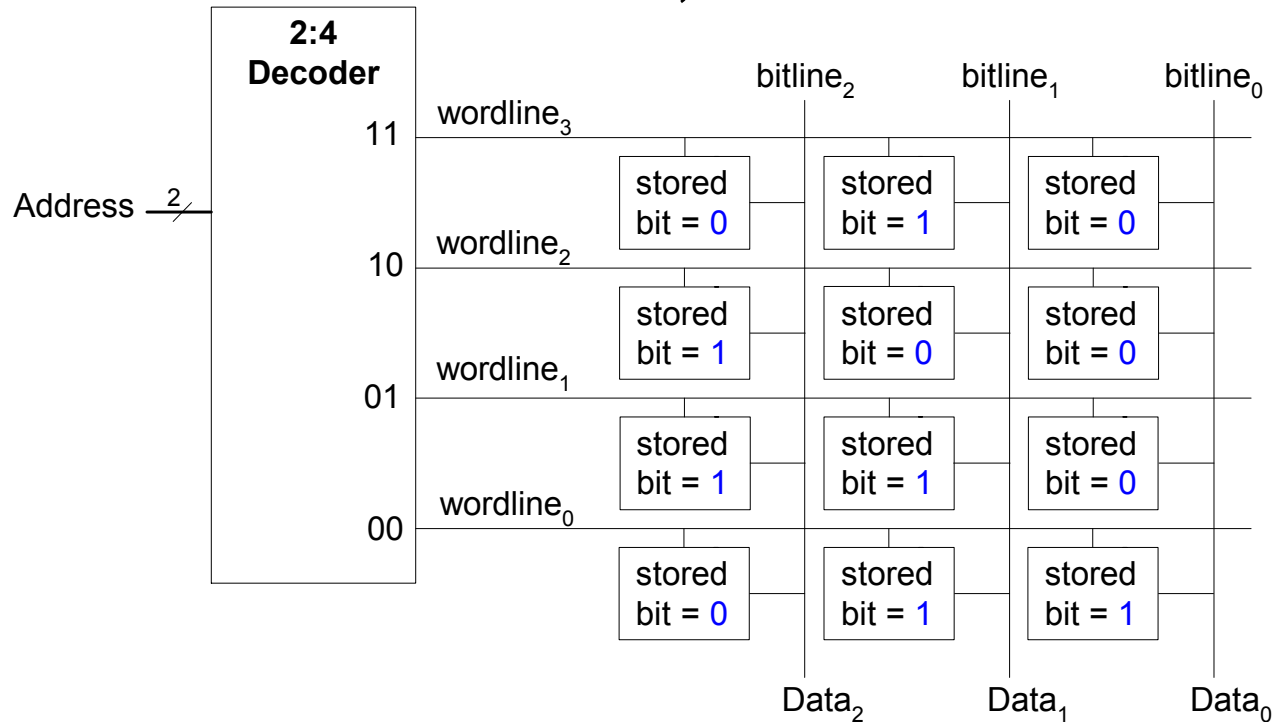 2:4
Decoder
bitline₂ bitline₁ bitline₀
wordline₃
11
stored stored stored
bit = 0 bit = 1 bit = 0
Address 2
wordline₂
10
stored stored stored
bit = 1 bit = 0 bit = 0
wordline₁
01
stored stored stored
bit = 1 bit = 1 bit = 0
wordline₀
00
stored stored stored
bit = 0 bit = 1 bit = 1
Data₂ Data₁ Data₀